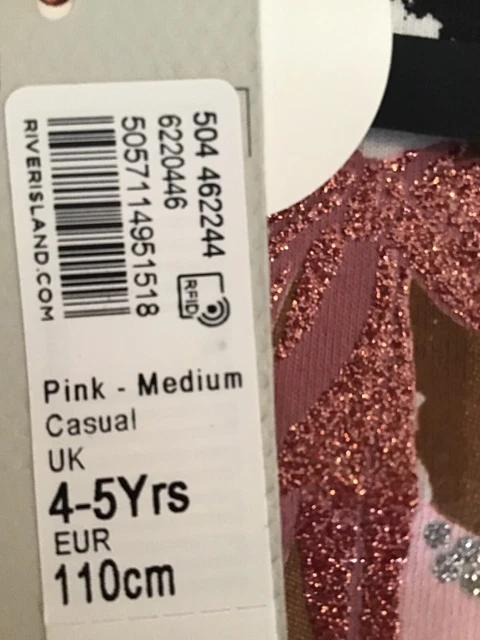 504 462244
6220446
5057114951518
RIVERISLAND.COM
RFID
Pink - Medium
Casual
UK
4-5Yrs
EUR
110cm